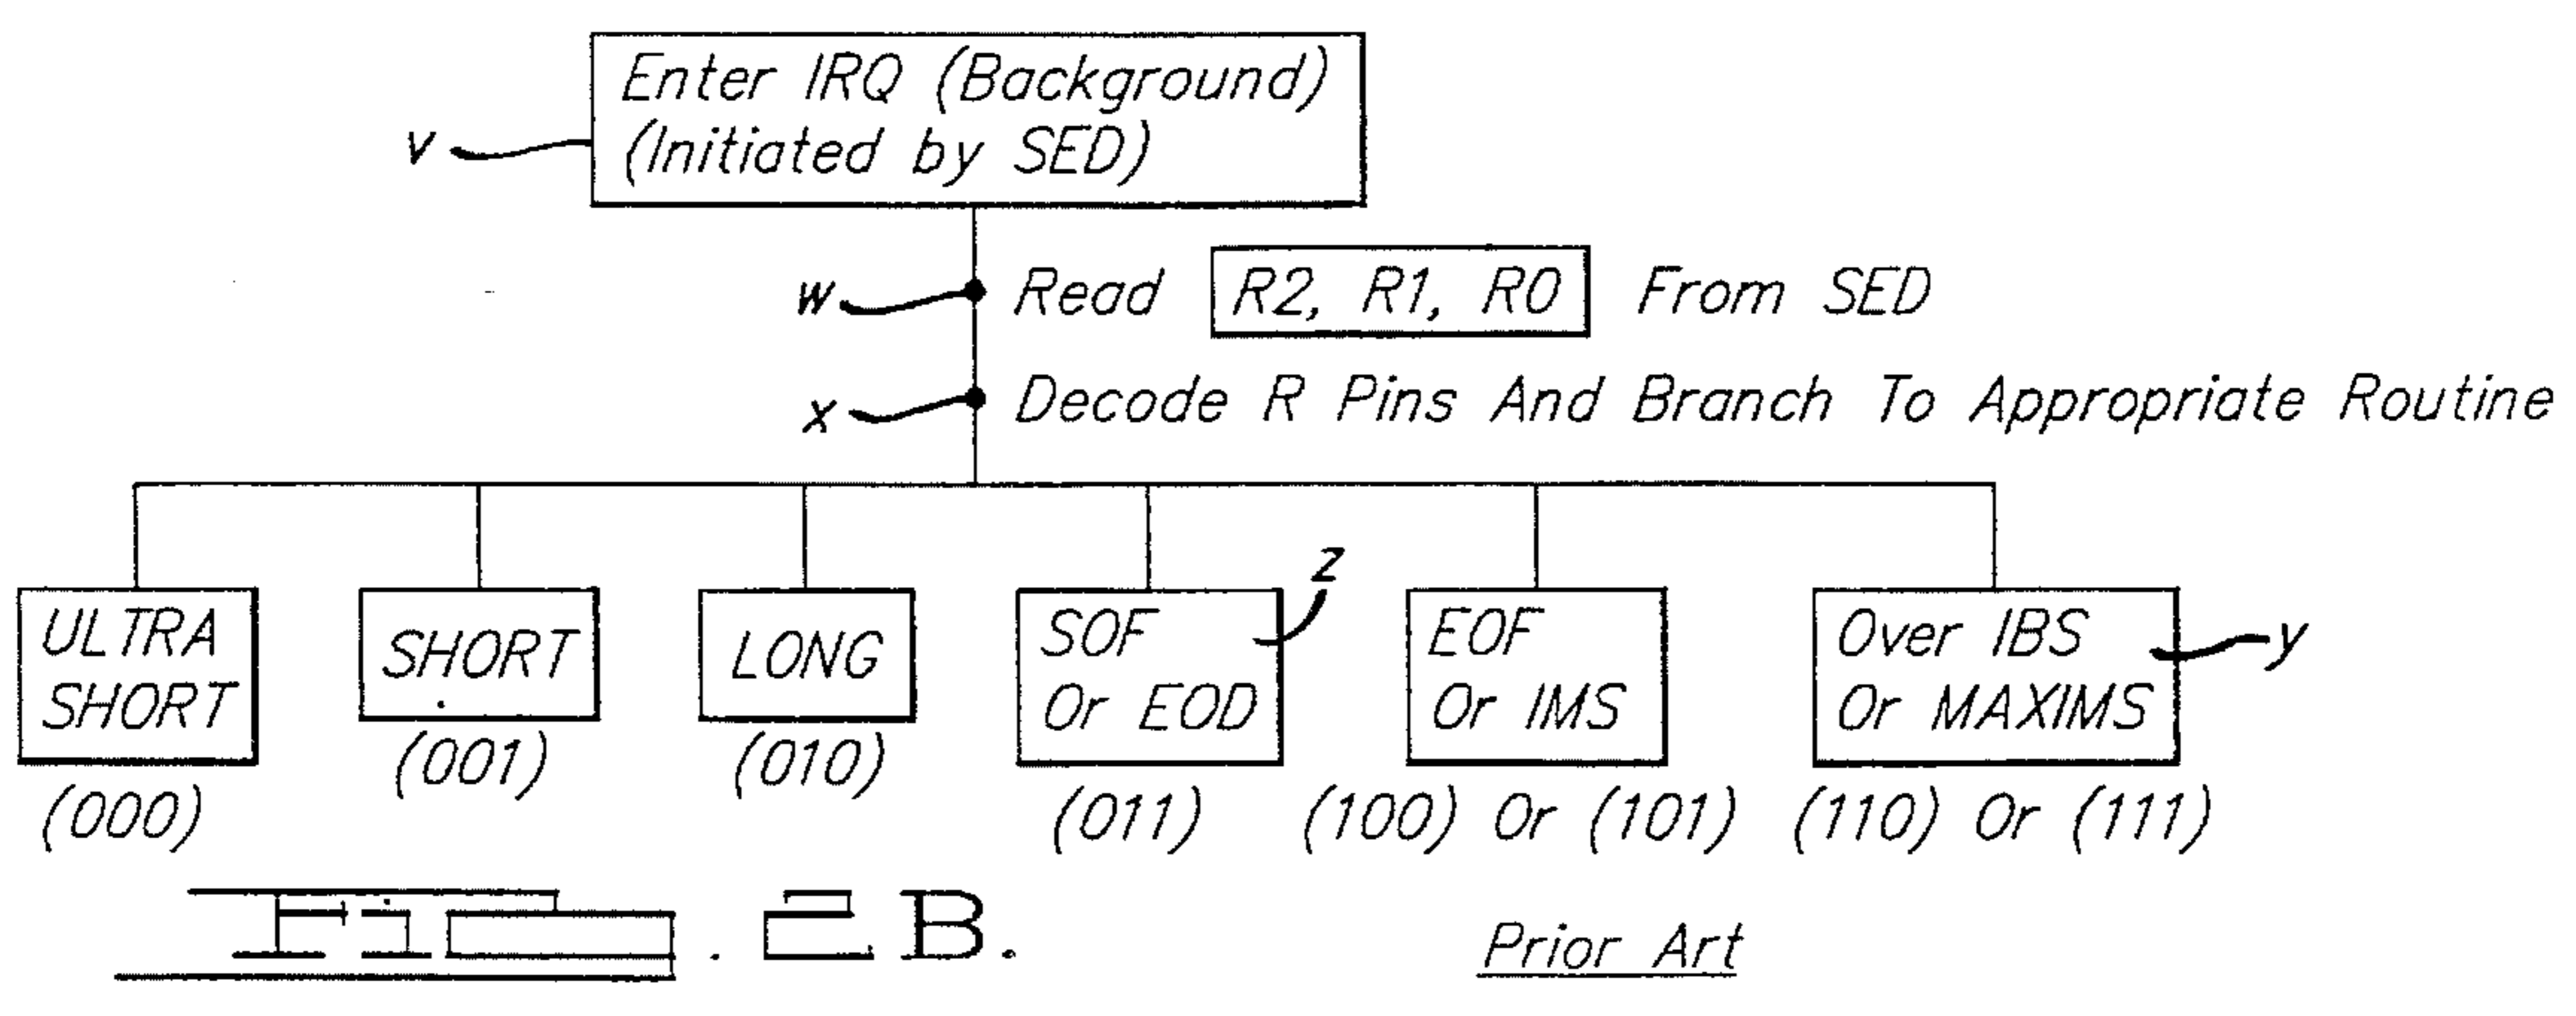 Enter IRQ (Background)
(Initiated by SED)
v
w
Read R2, R1, R0 From SED
x
Decode R Pins And Branch To Appropriate Routine
z
ULTRA
SHORT
(000)
SHORT
(001)
LONG
(010)
SOF
Or EOD
(011)
EOF
Or IMS
(100) Or (101)
Over IBS
Or MAXIMS
y
(110) Or (111)
FIG. 2B.
Prior Art